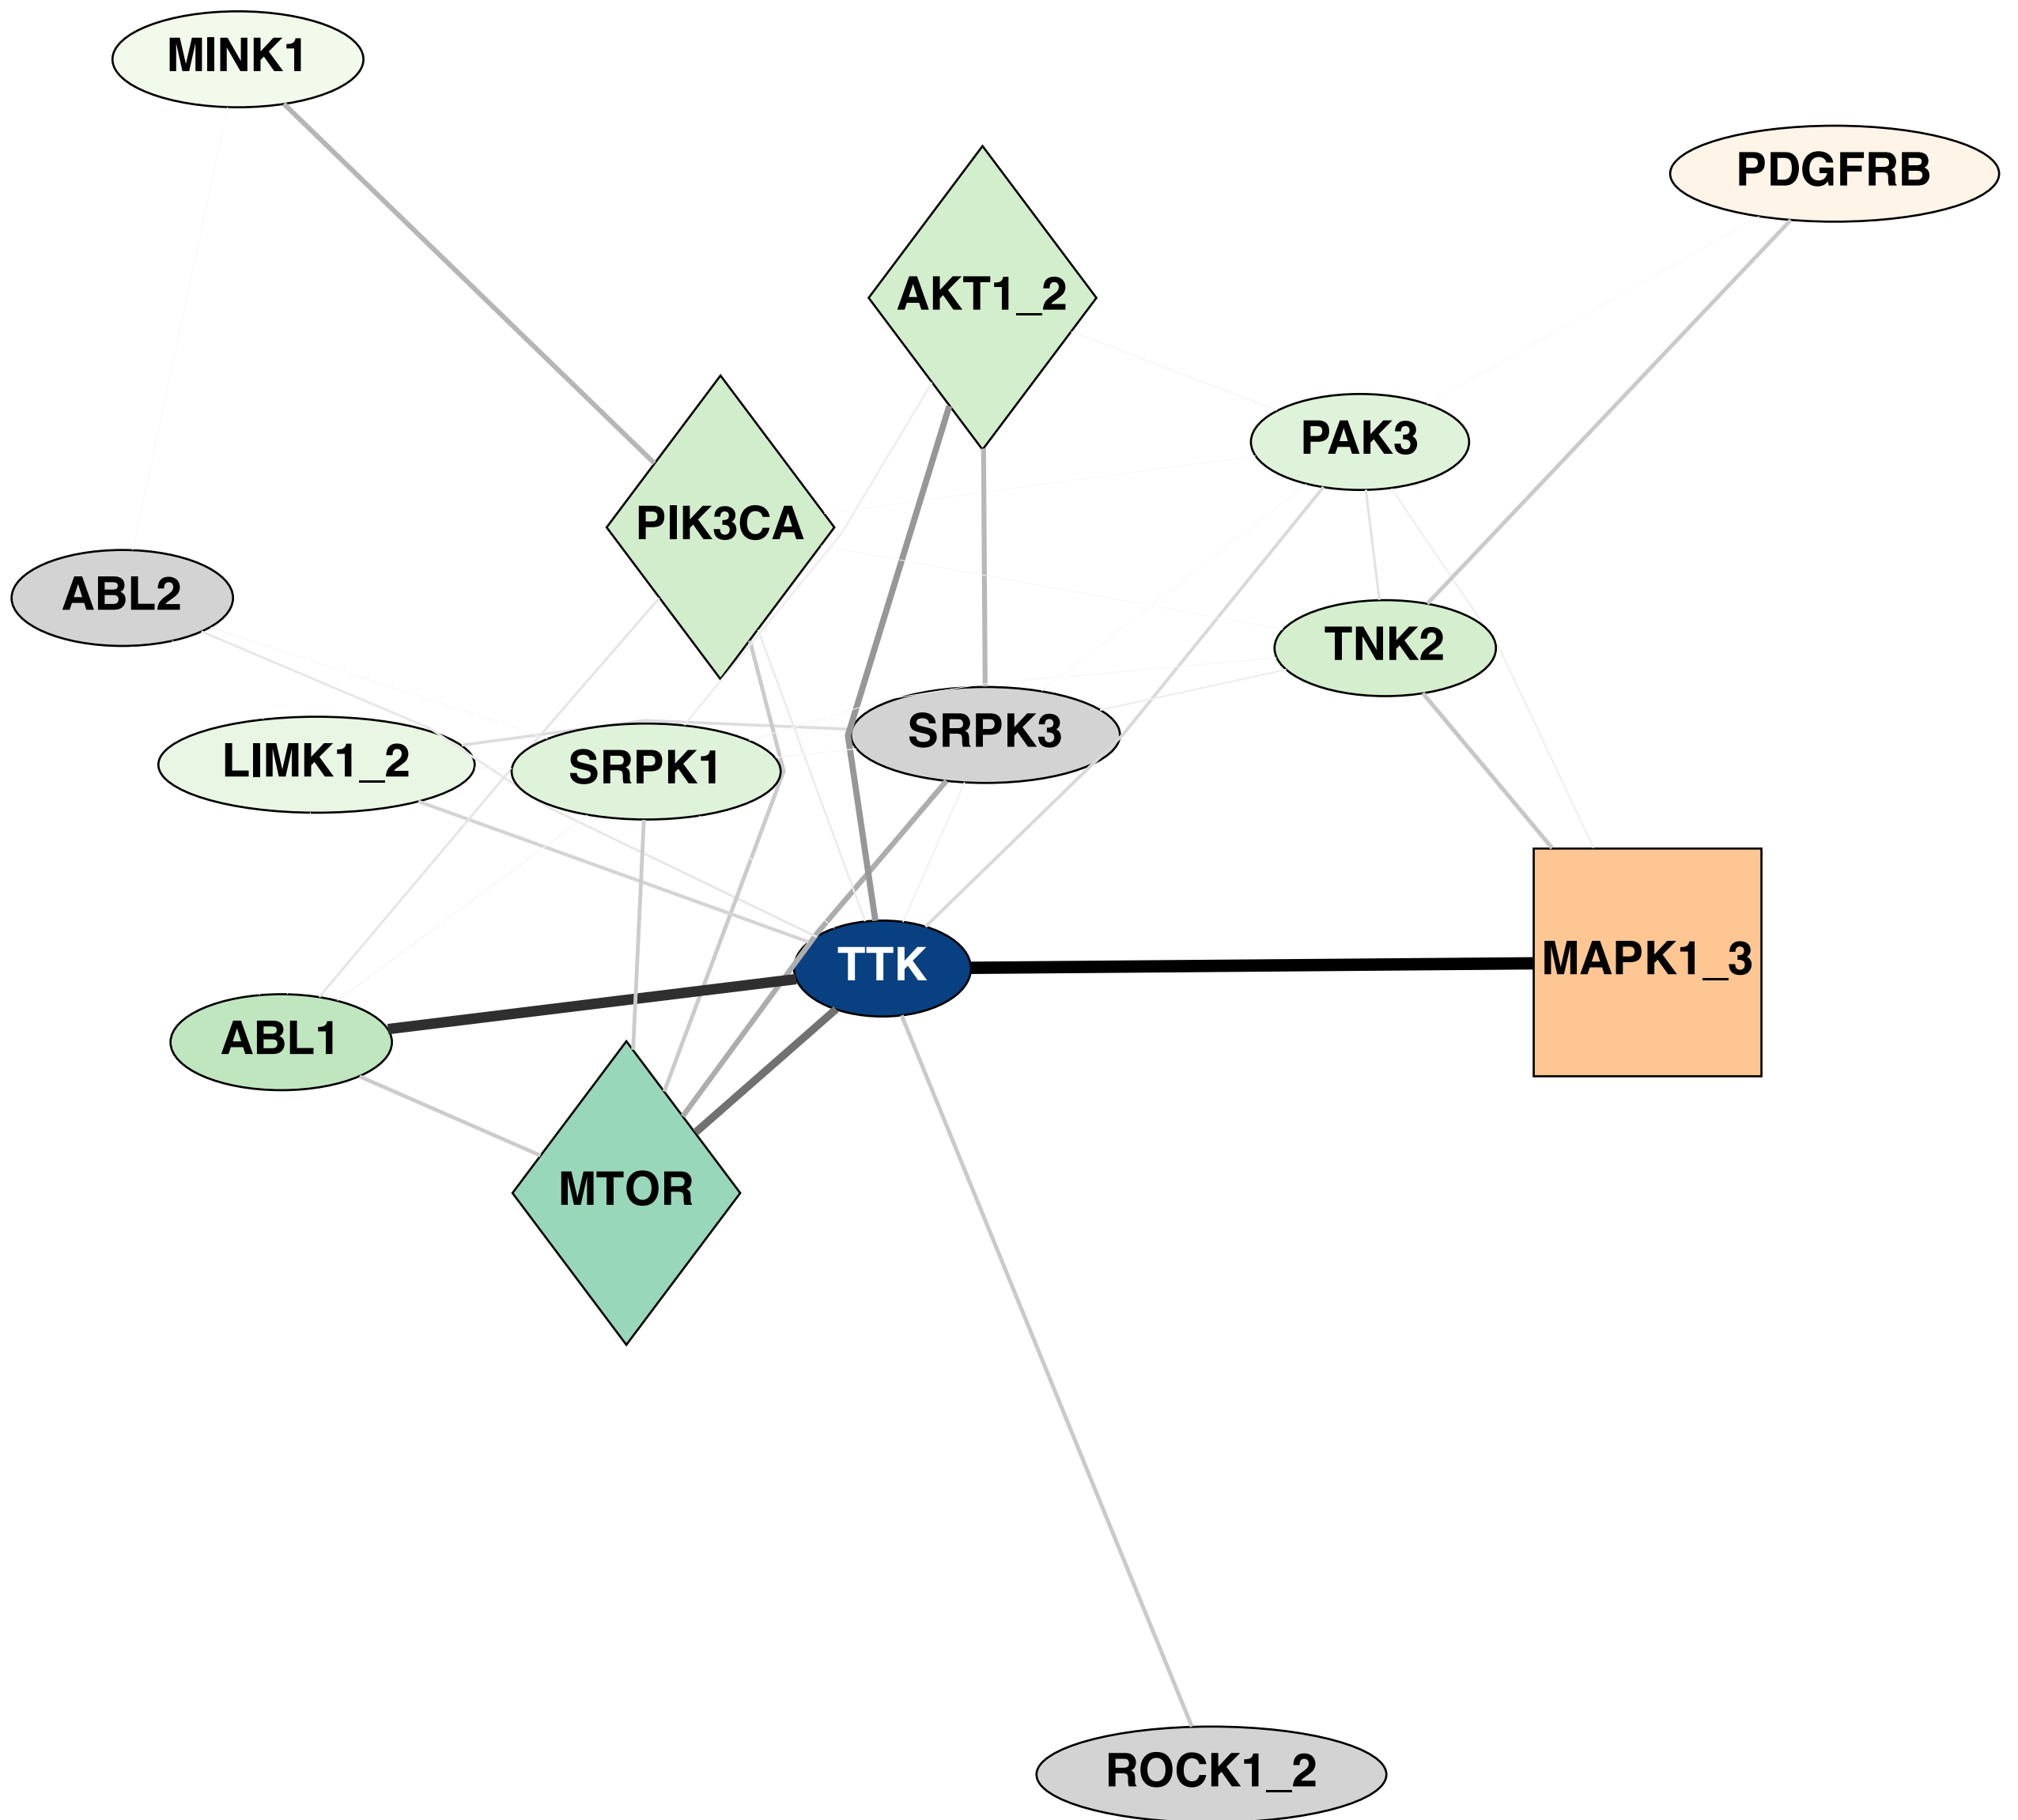 MINK1
PDGFRB
AKT1_2
PAK3
PIK3CA
ABL2
TNK2
SRPK3
LIMK1_2
SRPK1
TTK
MAPK1_3
ABL1
MTOR
ROCK1_2